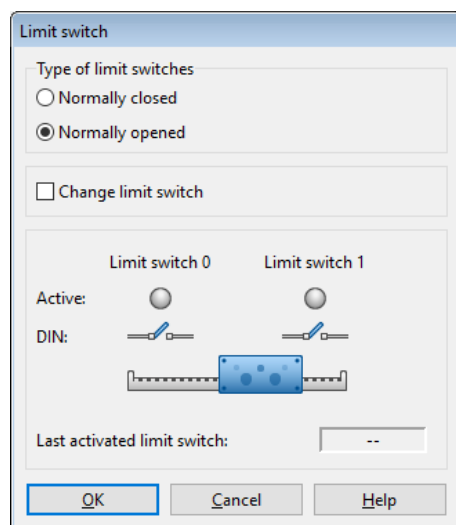 Limit switch
Type of limit switches
Normally closed
Normally opened
Change limit switch
Limit switch 0 Limit switch 1
Active:
DIN:
Last activated limit switch: --
OK Cancel Help